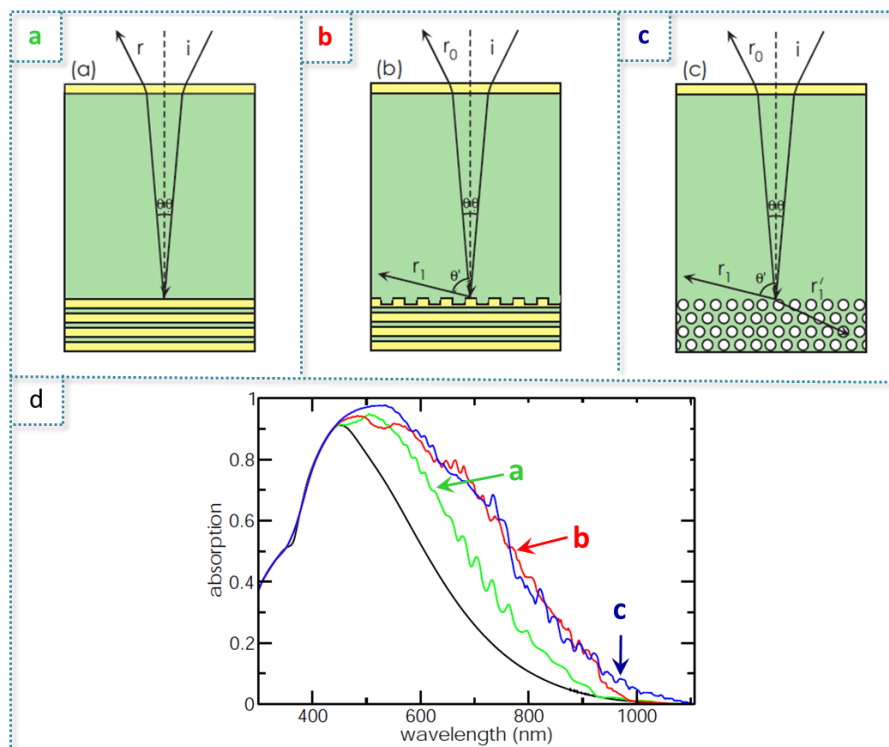 a
b
c
(a)
r
i
θθ
(b)
r0
i
θθ
r1
θ'
(c)
r0
i
θθ
r1
θ'
r1'
d
absorption
1
0.8
0.6
0.4
0.2
0
400
600
800
1000
wavelength (nm)
a
b
c